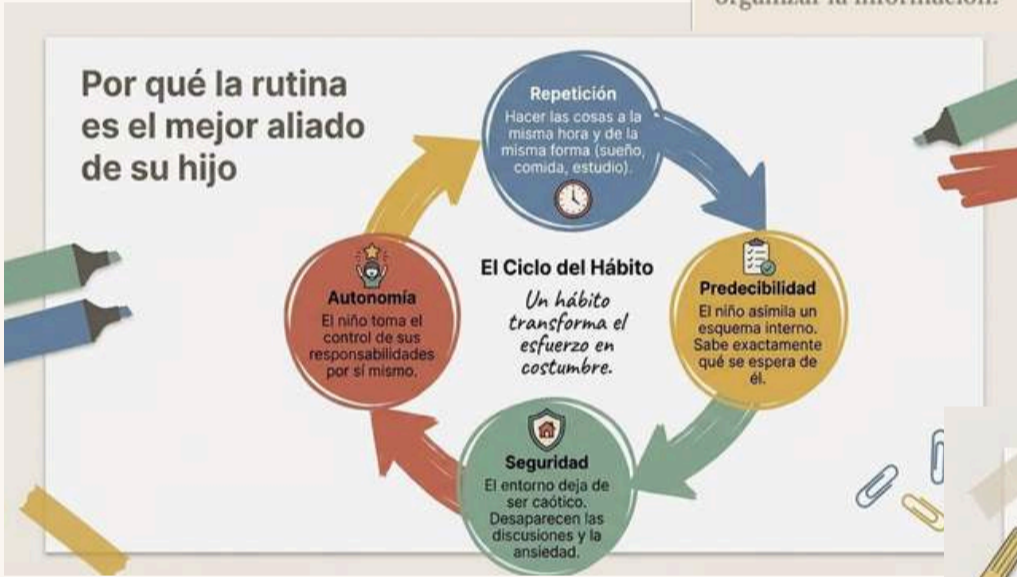 organizar la información.
Por qué la rutina
es el mejor aliado
de su hijo
Repetición
Hacer las cosas a la
misma hora y de la
misma forma (sueño,
comida, estudio).
El Ciclo del Hábito
Un hábito
transforma el
esfuerzo en
costumbre.
Predecibilidad
El niño asimila un
esquema interno.
Sabe exactamente
qué se espera de
él.
Seguridad
El entorno deja de
ser caótico.
Desaparecen las
discusiones y la
ansiedad.
Autonomía
El niño toma el
control de sus
responsabilidades
por sí mismo.